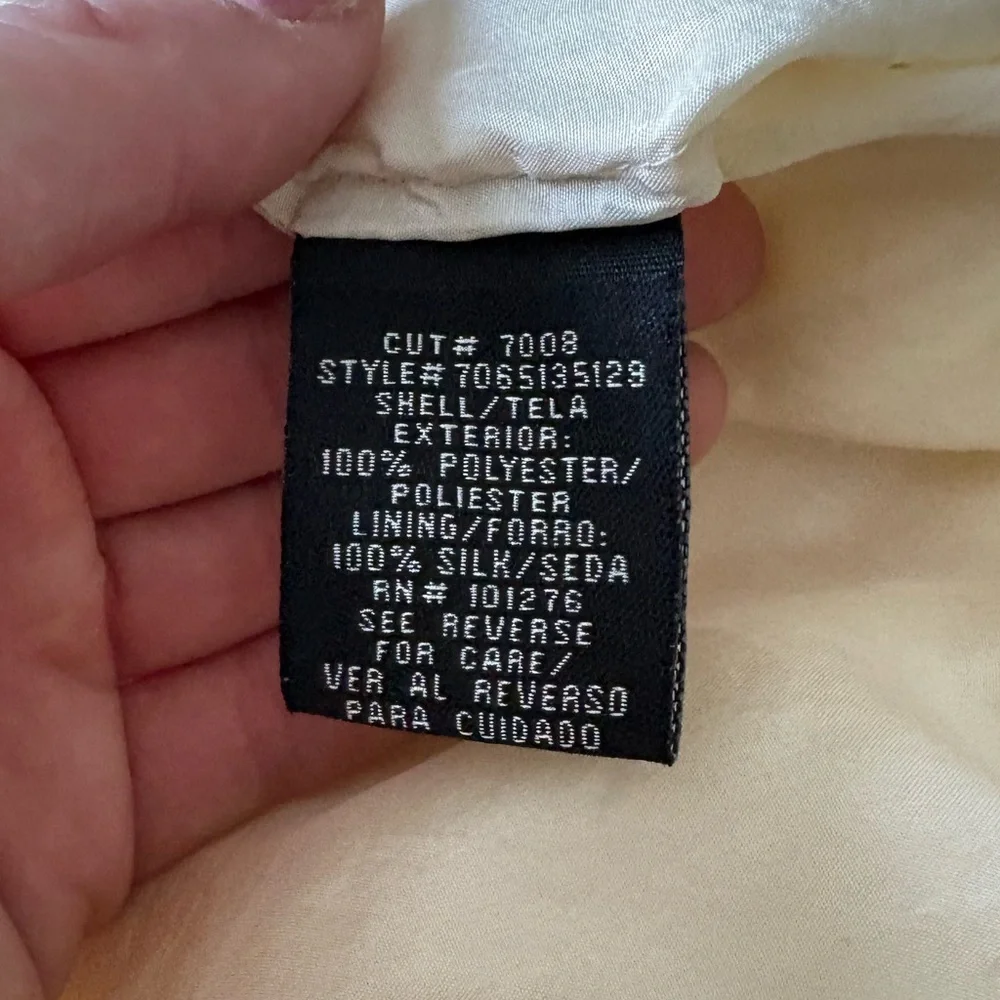 CUT# 7008
STYLE# 7065135129
SHELL/TELA
EXTERIOR:
100% POLYESTER/
POLIESTER
LINING/FORRO:
100% SILK/SEDA
RN# 101276
SEE REVERSE
FOR CARE/
VER AL REVERSO
PARA CUIDADO